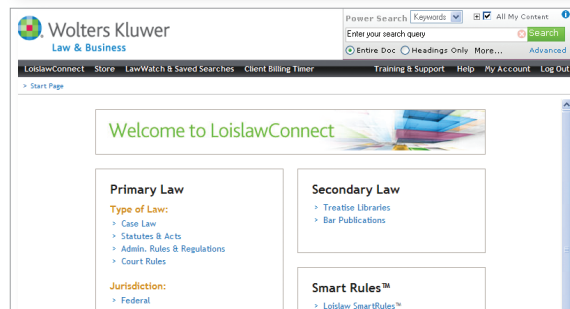 Wolters Kluwer
Law & Business
Power Search Keywords All My Content
Enter your search query Search
Entire Doc Headings Only More... Advanced
LoislawConnect Store LawWatch & Saved Searches Client Billing Timer Training & Support Help My Account Log Out
> Start Page
Welcome to LoislawConnect
Primary Law
Type of Law:
> Case Law
> Statutes & Acts
> Admin. Rules & Regulations
> Court Rules
Jurisdiction:
> Federal
Secondary Law
> Treatise Libraries
> Bar Publications
Smart Rules™
> Loislaw SmartRules™